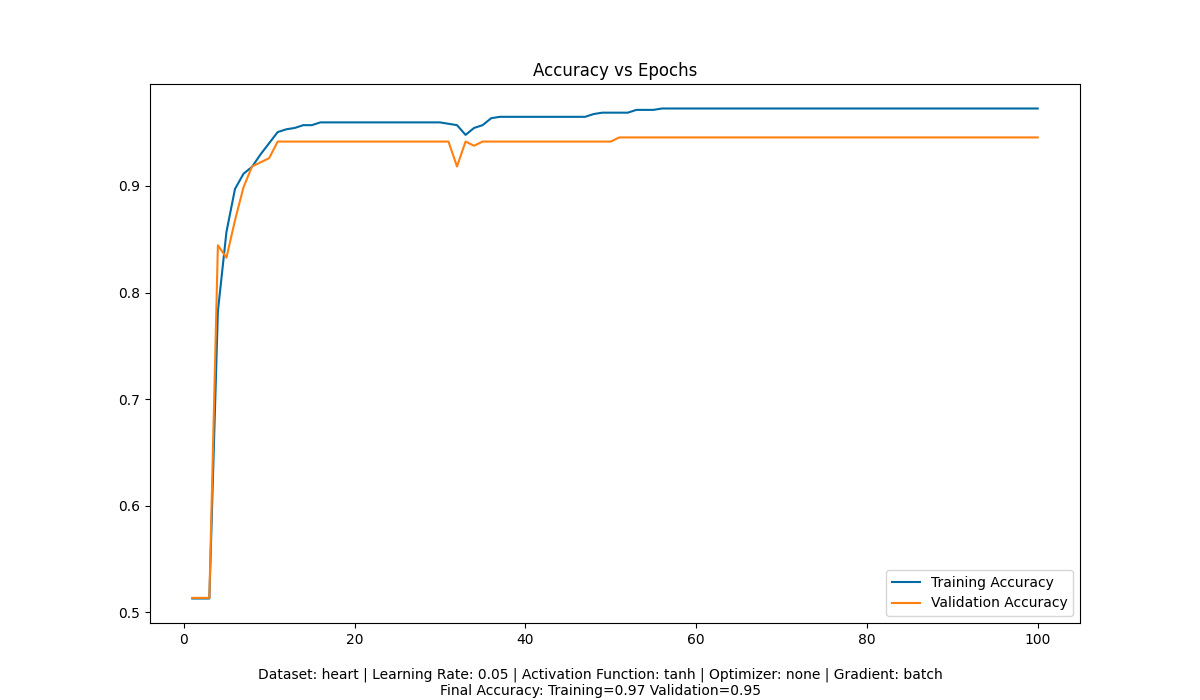 Accuracy vs Epochs
0.9
0.8
0.7
0.6
0.5
0 20 40 60 80 100
Training Accuracy
Validation Accuracy
Dataset: heart | Learning Rate: 0.05 | Activation Function: tanh | Optimizer: none | Gradient: batch
Final Accuracy: Training=0.97 Validation=0.95